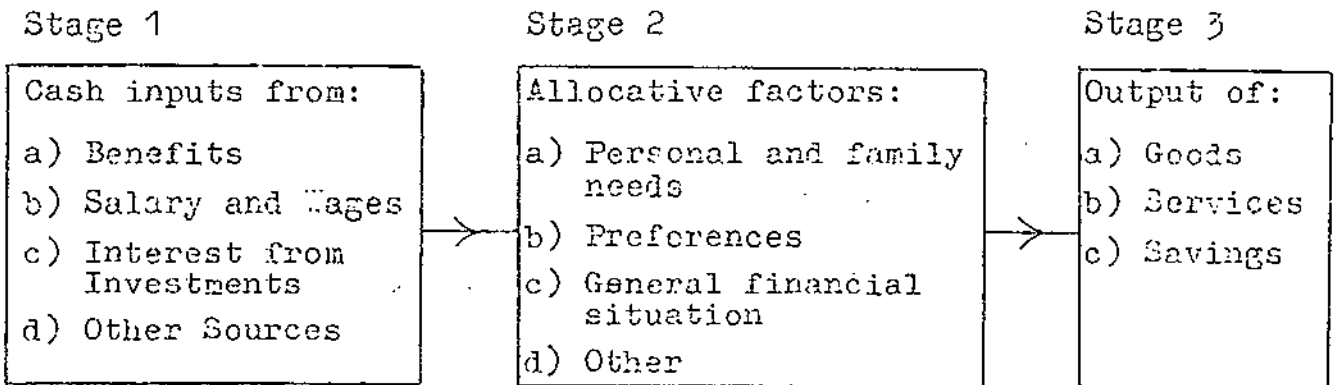 Stage 1
Cash inputs from:
a) Benefits
b) Salary and Wages
c) Interest from
Investments
d) Other Sources
Stage 2
Allocative factors:
a) Personal and family
needs
b) Preferences
c) General financial
situation
d) Other
Stage 3
Output of:
a) Goods
b) Services
c) Savings